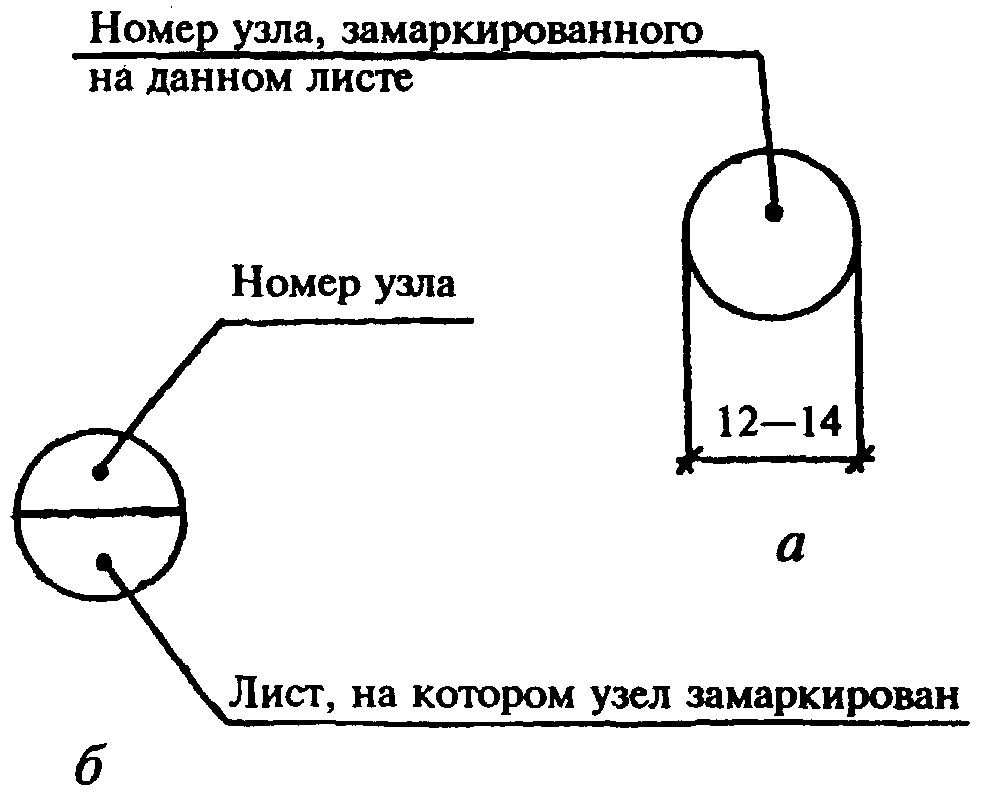 Номер узла, замаркированного
на данном листе
Номер узла
12—14
а
Лист, на котором узел замаркирован
б